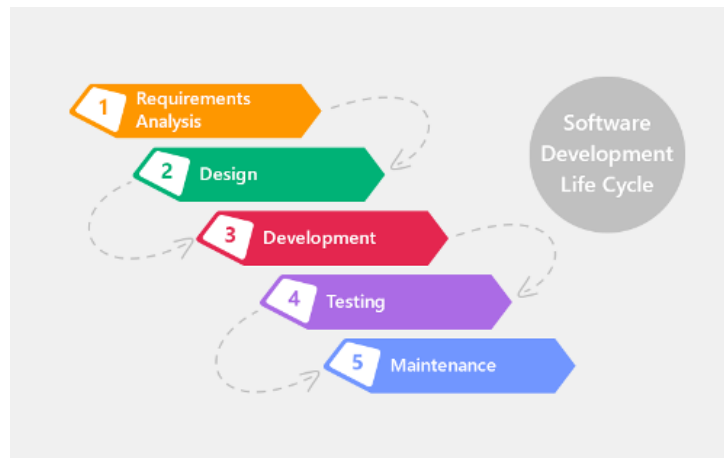 1
Requirements
Analysis
2
Design
3
Development
4
Testing
5
Maintenance
Software
Development
Life Cycle